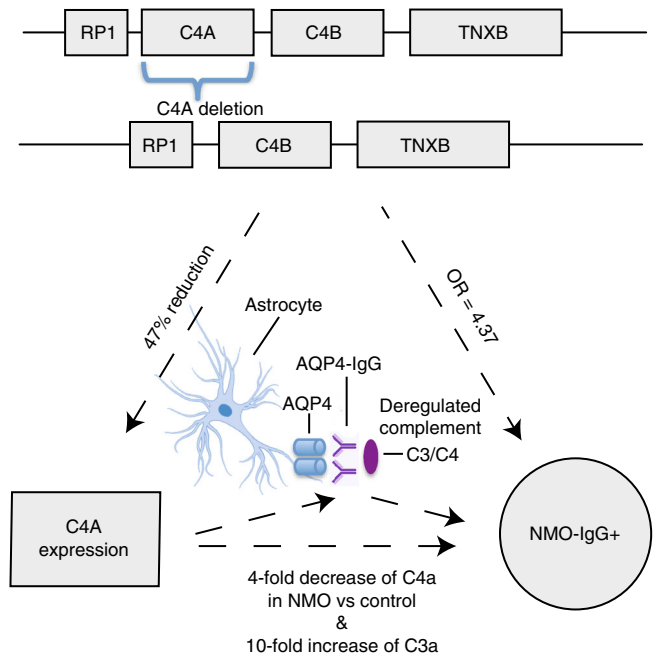 RP1 C4A C4B TNXB
C4A deletion
RP1 C4B TNXB
47% reduction
OR = 4.37
Astrocyte
AQP4-IgG
AQP4
Deregulated
complement
C3/C4
C4A
expression
NMO-IgG+
4-fold decrease of C4a
in NMO vs control
&
10-fold increase of C3a